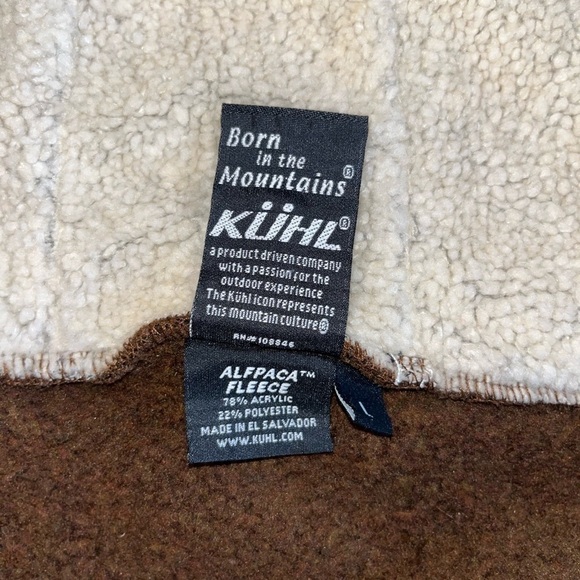 Born
in the
Mountains®
KÜHL®
a product driven company
with a passion for the
outdoor experience
The Kühl icon represents
this mountain culture®
RN# 108846
ALFPACA™
FLEECE
78% ACRYLIC
22% POLYESTER
MADE IN EL SALVADOR
WWW.KUHL.COM
L